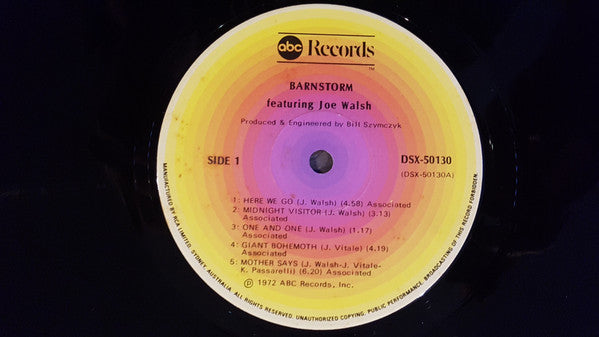 abc Records
TM
BARNSTORM
featuring Joe Walsh
Produced & Engineered by Bill Szymczyk
SIDE 1
DSX-50130
(DSX-50130A)
1: HERE WE GO (J. Walsh) (4.58) Associated
2: MIDNIGHT VISITOR (J. Walsh) (3.13)
Associated
3: ONE AND ONE (J. Walsh) (1.17)
Associated
4: GIANT BOHEMOTH (J. Vitale) (4.19)
Associated
5: MOTHER SAYS (J. Walsh-J. Vitale-
K. Passarelli) (6.20) Associated
Ⓟ 1972 ABC Records, Inc.
MANUFACTURED BY RCA LIMITED, SYDNEY, AUSTRALIA. ALL RIGHTS RESERVED. UNAUTHORIZED COPYING, PUBLIC PERFORMANCE, BROADCASTING OF THIS RECORD FORBIDDEN.